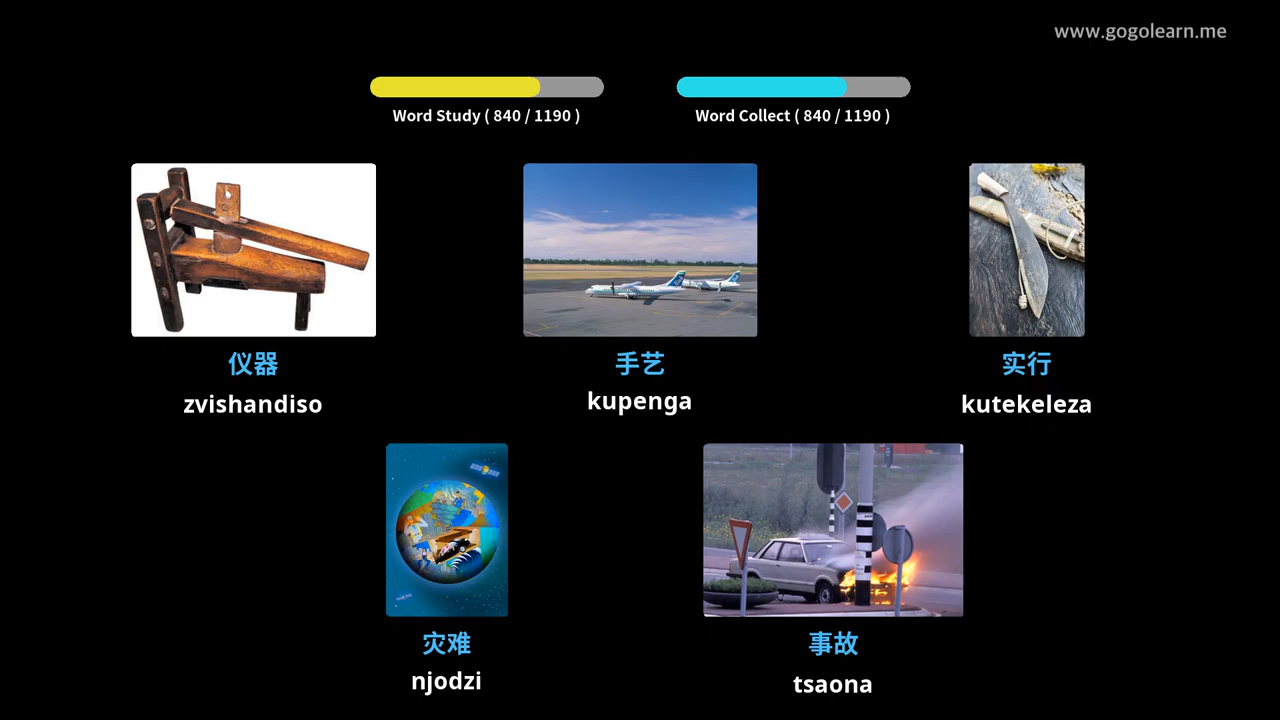 www.gogolearn.me
Word Study ( 840 / 1190 )
Word Collect ( 840 / 1190 )
仪器
手艺
实行
zvishandiso
kupenga
kutekeleza
灾难
事故
njodzi
tsaona